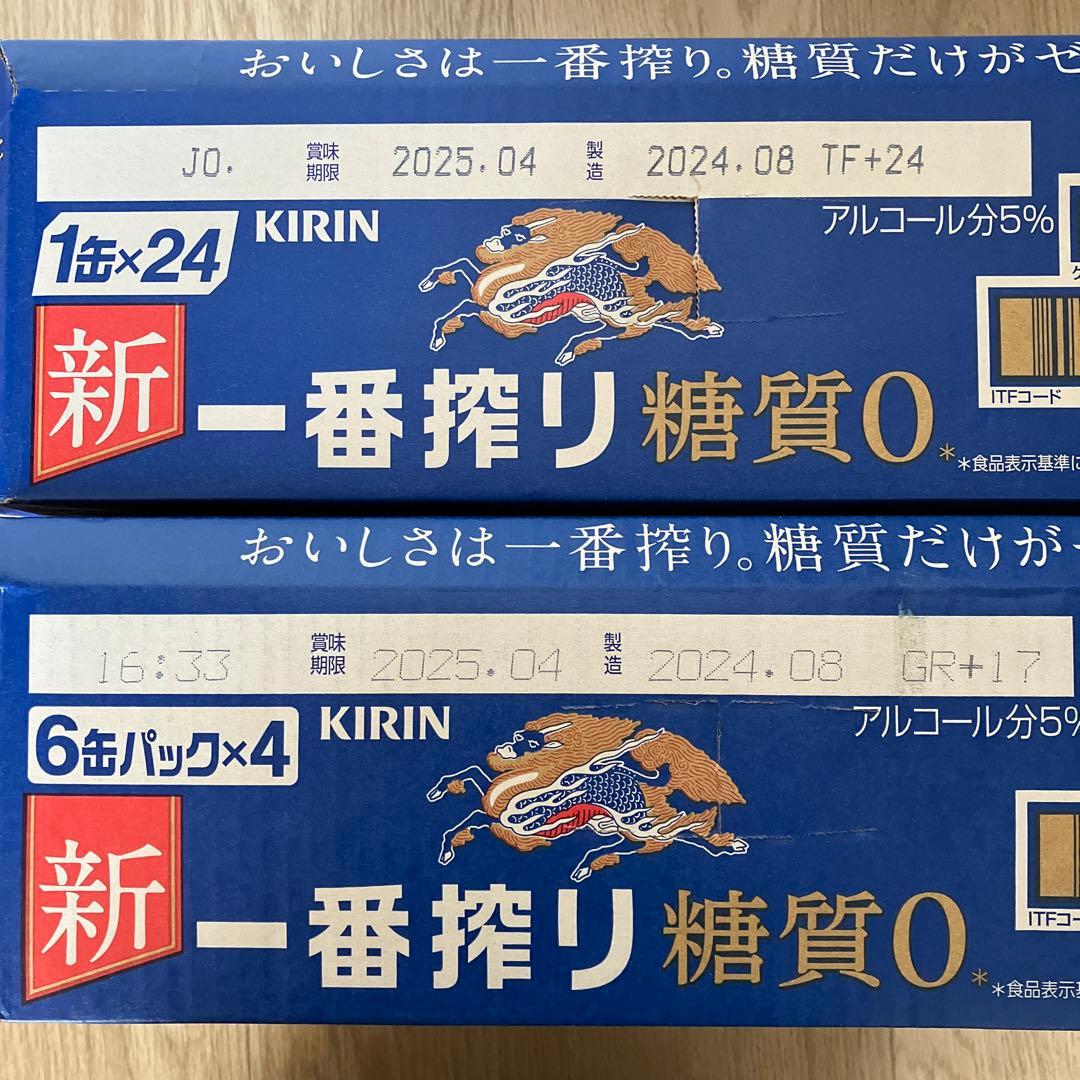 おいしさは一番搾り。糖質だけがゼ
JO. 賞味期限 2025.04 製造 2024.08 TF+24
1缶×24 KIRIN アルコール分5%
新 一番搾り 糖質0*
ITFコード
*食品表示基準に
おいしさは一番搾り。糖質だけが
16:33 賞味期限 2025.04 製造 2024.08 GR+17
6缶パック×4 KIRIN アルコール分5%
新 一番搾り 糖質0*
ITFコー
*食品表示